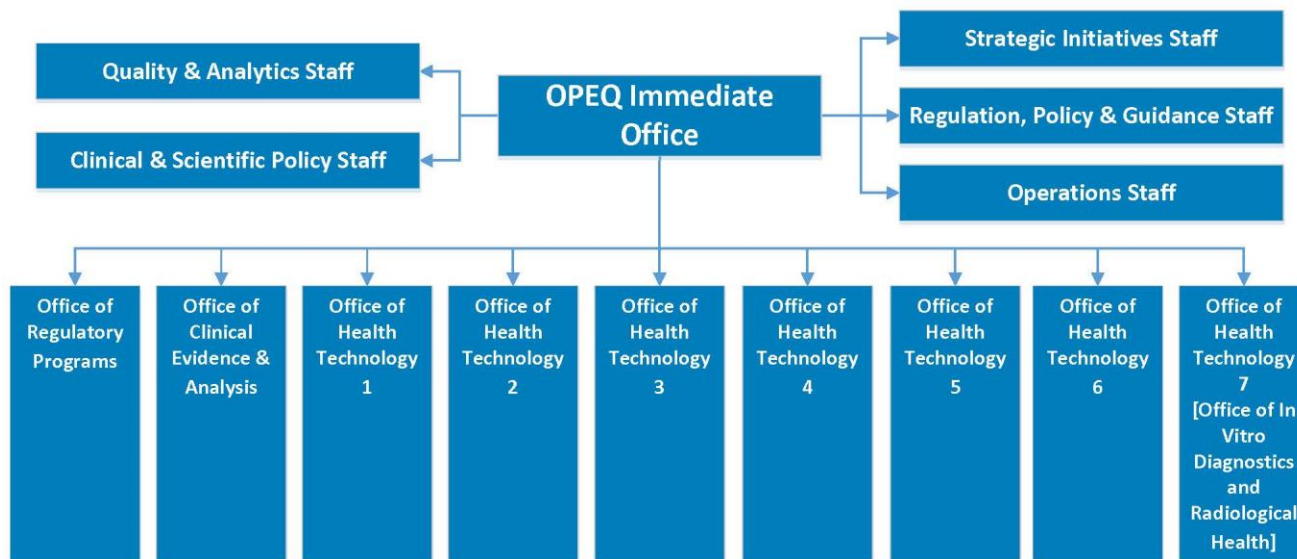 Quality & Analytics Staff
Clinical & Scientific Policy Staff
OPEQ Immediate
Office
Strategic Initiatives Staff
Regulation, Policy & Guidance Staff
Operations Staff
Office of
Regulatory
Programs
Office of
Clinical
Evidence &
Analysis
Office of
Health
Technology
1
Office of
Health
Technology
2
Office of
Health
Technology
3
Office of
Health
Technology
4
Office of
Health
Technology
5
Office of
Health
Technology
6
Office of
Health
Technology
7
[Office of In
Vitro
Diagnostics
and
Radiological
Health]